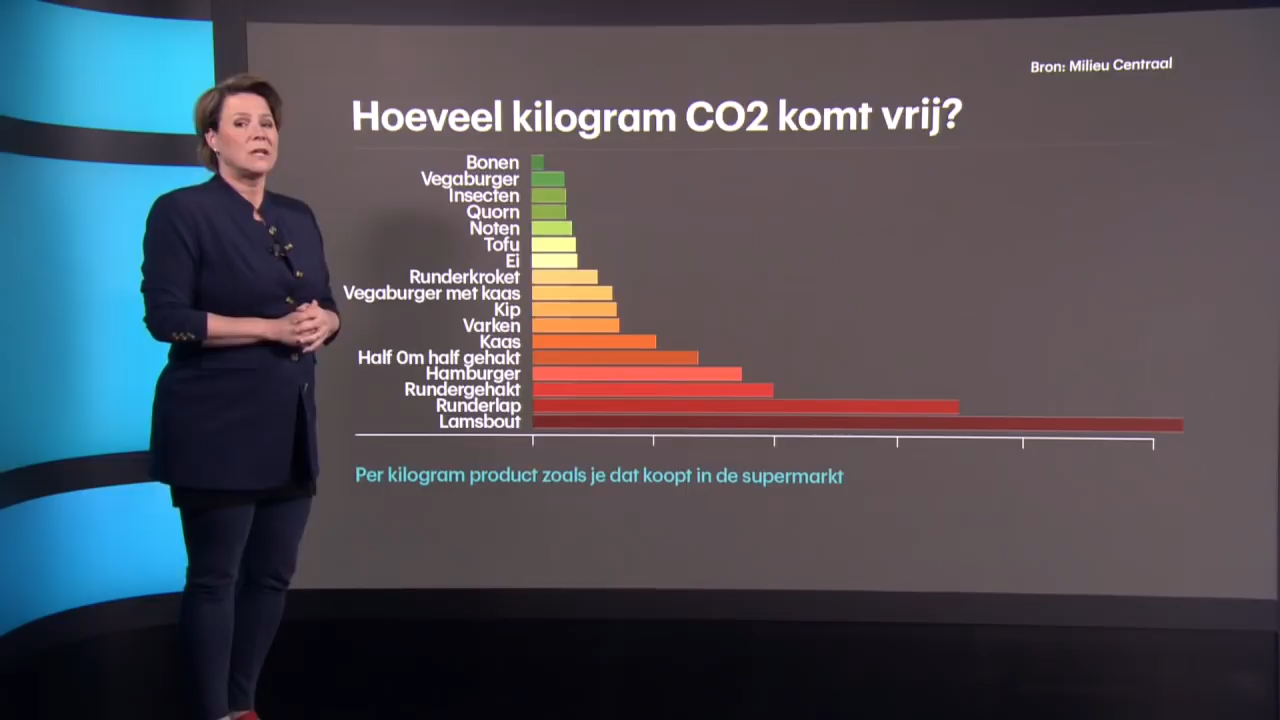 Bron: Milieu Centraal
Hoeveel kilogram CO2 komt vrij?
Bonen
Vegaburger
Insecten
Quorn
Noten
Tofu
Ei
Runderkroket
Vegaburger met kaas
Kip
Varken
Kaas
Half 0m half gehakt
Hamburger
Rundergehakt
Runderlap
Lamsbout
Per kilogram product zoals je dat koopt in de supermarkt